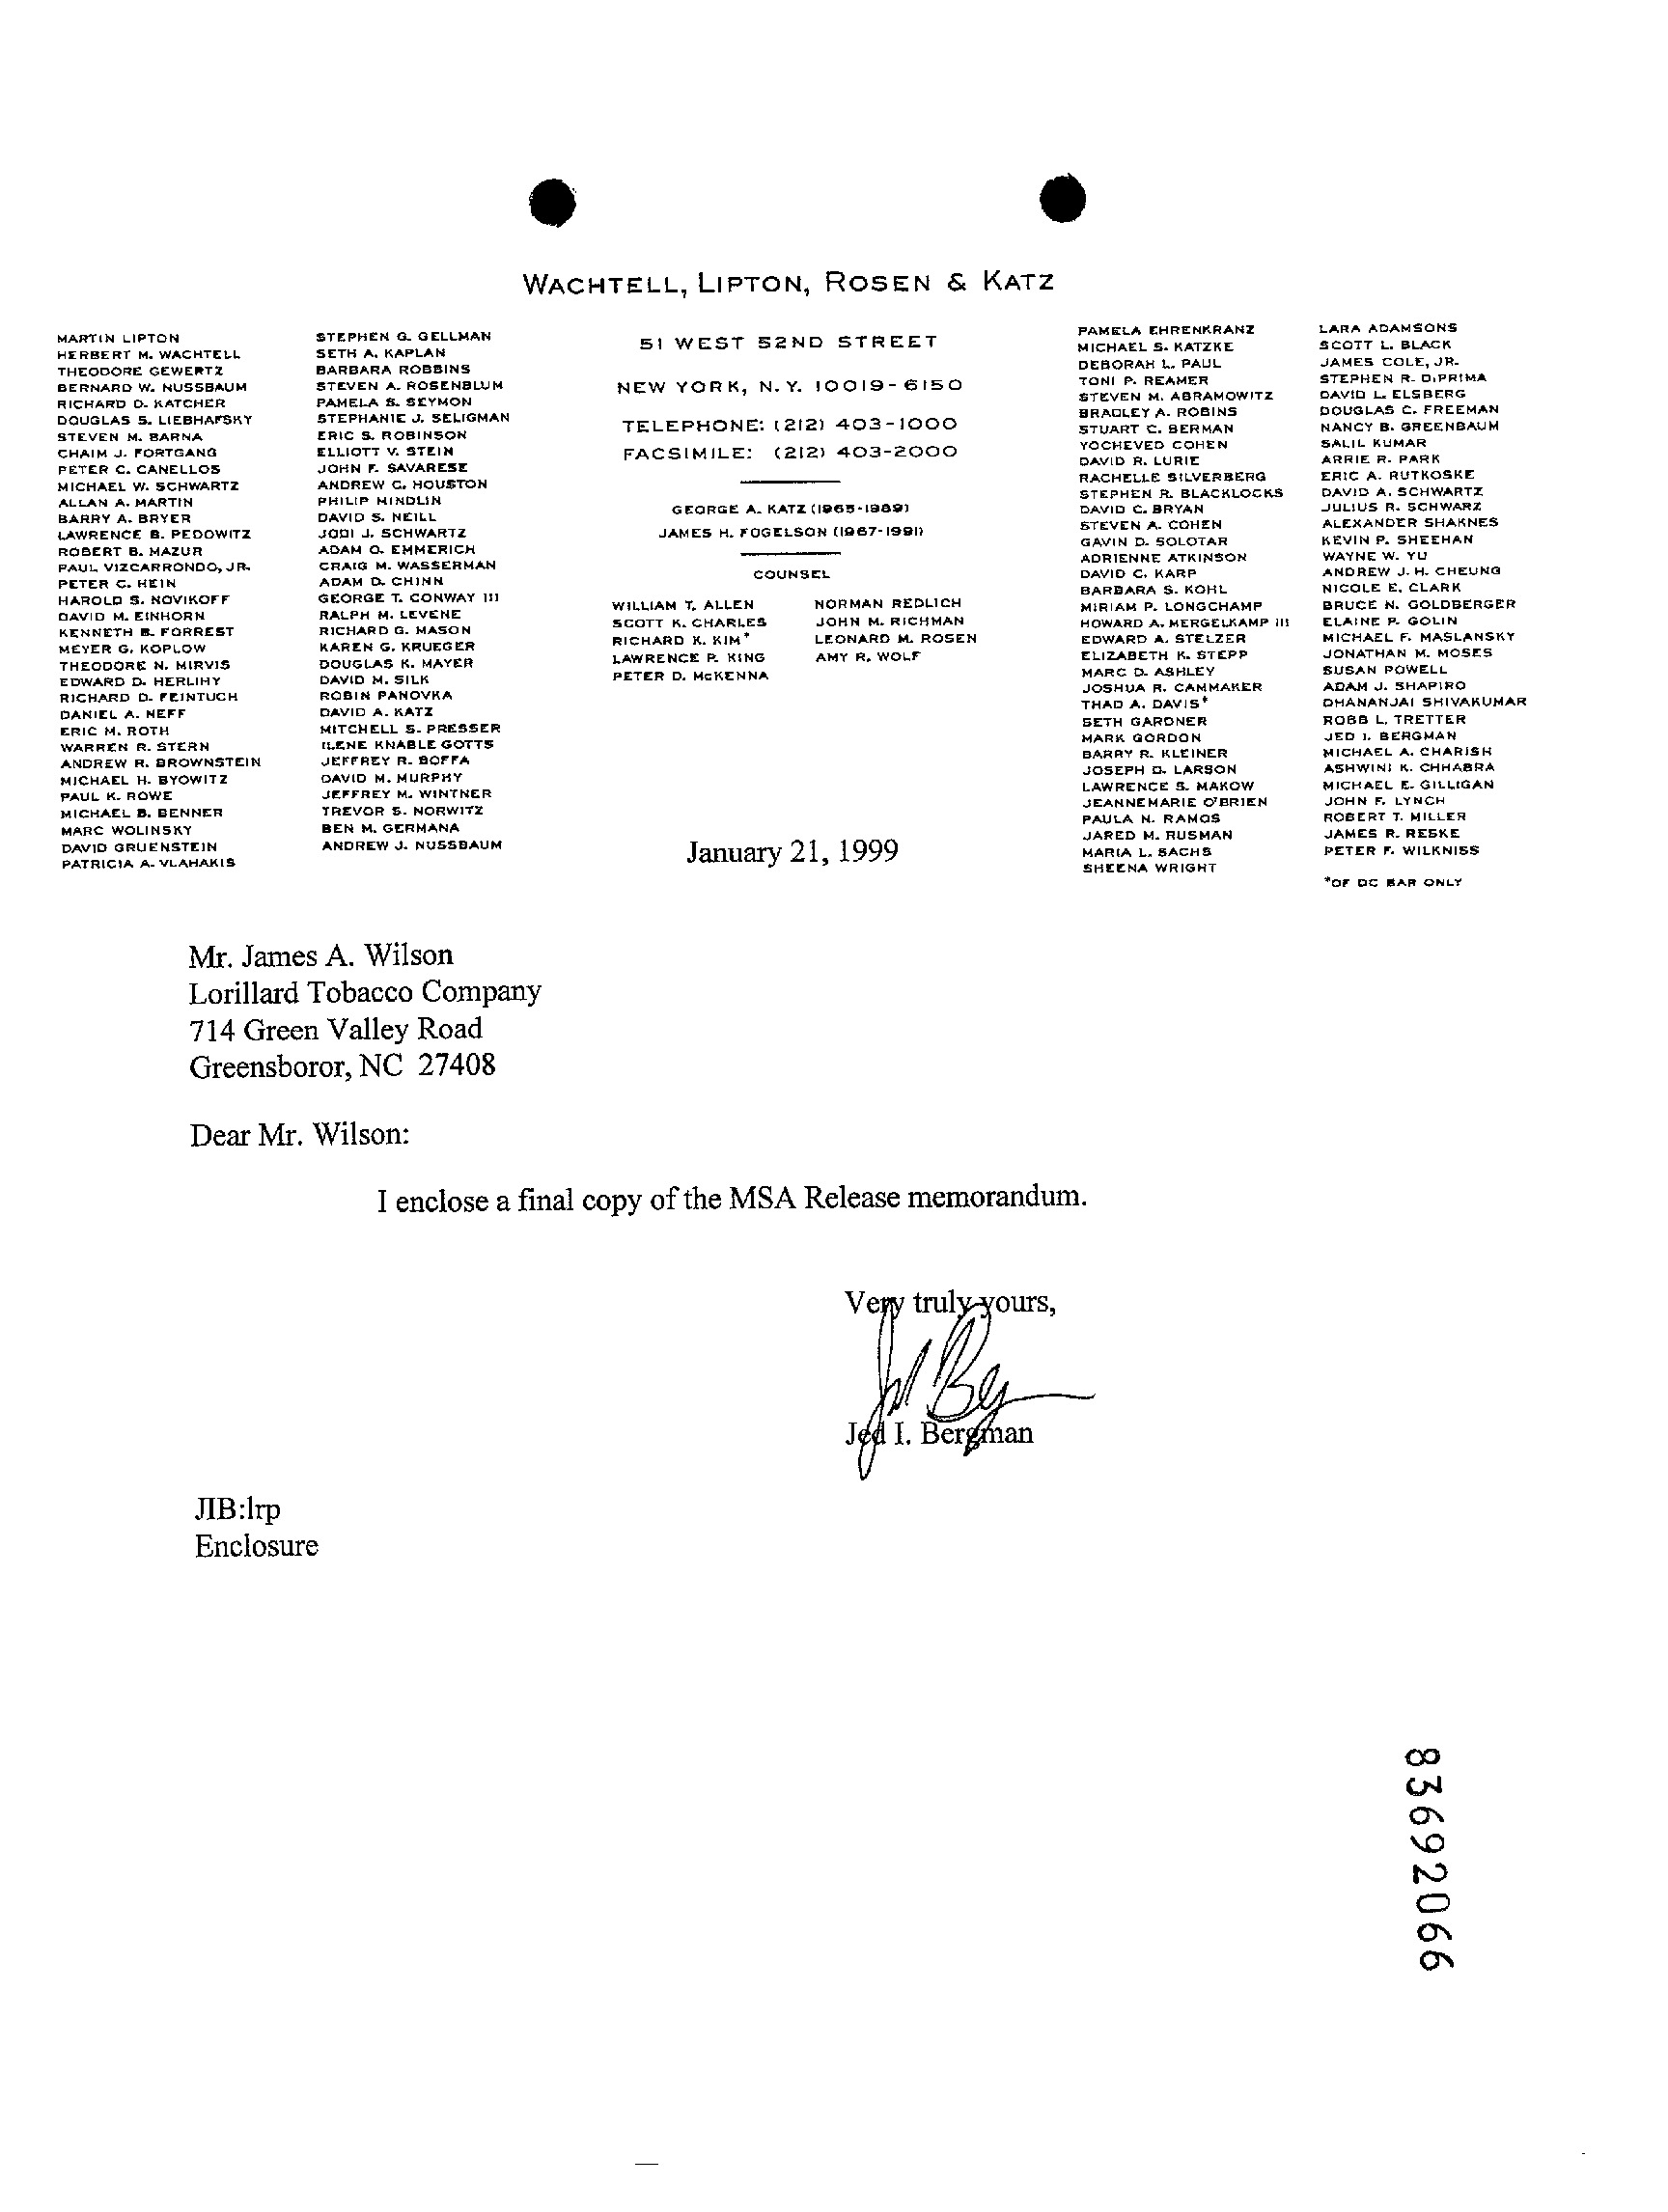 WACHTELL, LIPTON, ROSEN & KATZ
MARTIN LIPTON
HERBERT M. WACHTELL
THEODORE GEWERTZ
BERNARD W. NUSSBAUM
RICHARD D. KATCHER
DOUGLAS S. LIEBHAFSKY
STEVEN M. BARNA
CHAIM J. FORTGANG
PETER C. CANELLOS
MICHAEL W. SCHWARTZ
ALLAN A. MARTIN
BARRY A. BRYER
LAWRENCE B. PEDOWITZ
ROBERT B. MAZUR
PAUL VIZCARRONDO, JR.
PETER C. HEIN
HAROLD S. NOVIKOFF
DAVID M. EINHORN
KENNETH B. FORREST
MEYER G. KOPLOW
THEODORE N. MIRVIS
EDWARD D. HERLIHY
RICHARD D. FEINTUCH
DANIEL A. NEFF
ERIC M. ROTH
WARREN R. STERN
ANDREW R. BROWNSTEIN
MICHAEL H. BYOWITZ
PAUL K. ROWE
MICHAEL B. BENNER
MARC WOLINSKY
DAVID GRUENSTEIN
PATRICIA A. VLAHAKIS
STEPHEN G. GELLMAN
SETH A. KAPLAN
BARBARA ROBBINS
STEVEN A. ROSENBLUM
PAMELA S. SEYMON
STEPHANIE J. SELIGMAN
ERIC S. ROBINSON
ELLIOTT V. STEIN
JOHN F. SAVARESE
ANDREW C. HOUSTON
PHILIP MINDLIN
DAVID S. NEILL
JODI J. SCHWARTZ
ADAM O. EMMERICH
CRAIG M. WASSERMAN
ADAM D. CHINN
GEORGE T. CONWAY III
RALPH M. LEVENE
RICHARD G. MASON
KAREN G. KRUEGER
DOUGLAS K. MAYER
DAVID M. SILK
ROBIN PANOVKA
DAVID A. KATZ
MITCHELL S. PRESSER
ILENE KNABLE GOTTS
JEFFREY R. BOFFA
DAVID M. MURPHY
JEFFREY M. WINTNER
TREVOR S. NORWITZ
BEN M. GERMANA
ANDREW J. NUSSBAUM
51 WEST 52ND STREET
NEW YORK, N.Y. 10019-6150
TELEPHONE: (212) 403-1000
FACSIMILE: (212) 403-2000
GEORGE A. KATZ (1965-1989)
JAMES H. FOGELSON (1967-1991)
COUNSEL
WILLIAM T. ALLEN
SCOTT K. CHARLES
RICHARD K. KIM*
LAWRENCE P. KING
PETER D. McKENNA
NORMAN REDLICH
JOHN M. RICHMAN
LEONARD M. ROSEN
AMY R. WOLF
PAMELA EHRENKRANZ
MICHAEL S. KATZKE
DEBORAH L. PAUL
TONI P. REAMER
STEVEN M. ABRAMOWITZ
BRADLEY A. ROBINS
STUART C. BERMAN
YOCHEVED COHEN
DAVID R. LURIE
RACHELLE SILVERBERG
STEPHEN R. BLACKLOCKS
DAVID C. BRYAN
STEVEN A. COHEN
GAVIN D. SOLOTAR
ADRIENNE ATKINSON
DAVID C. KARP
BARBARA S. KOHL
MIRIAM P. LONGCHAMP
HOWARD A. MERGELKAMP III
EDWARD A. STELZER
ELIZABETH K. STEPP
MARC D. ASHLEY
JOSHUA R. CAMMAKER
THAD A. DAVIS*
SETH GARDNER
MARK GORDON
BARRY R. KLEINER
JOSEPH D. LARSON
LAWRENCE S. MAKOW
JEANNEMARIE O'BRIEN
PAULA N. RAMOS
JARED M. RUSMAN
MARIA L. SACHS
SHEENA WRIGHT
LARA ADAMSONS
SCOTT L. BLACK
JAMES COLE, JR.
STEPHEN R. DiPRIMA
DAVID L. ELSBERG
DOUGLAS C. FREEMAN
NANCY B. GREENBAUM
SALIL KUMAR
ARRIE R. PARK
ERIC A. RUTKOSKE
DAVID A. SCHWARTZ
JULIUS R. SCHWARZ
ALEXANDER SHAKNES
KEVIN P. SHEEHAN
WAYNE W. YU
ANDREW J. H. CHEUNG
NICOLE E. CLARK
BRUCE N. GOLDBERGER
ELAINE P. GOLIN
MICHAEL F. MASLANSKY
JONATHAN M. MOSES
SUSAN POWELL
ADAM J. SHAPIRO
DHANANJAI SHIVAKUMAR
ROBB L. TRETTER
JED I. BERGMAN
MICHAEL A. CHARISH
ASHWINI K. CHHABRA
MICHAEL E. GILLIGAN
JOHN F. LYNCH
ROBERT T. MILLER
JAMES R. RESKE
PETER F. WILKNISS
*OF DC BAR ONLY
January 21, 1999
Mr. James A. Wilson
Lorillard Tobacco Company
714 Green Valley Road
Greensboror, NC 27408
Dear Mr. Wilson:
I enclose a final copy of the MSA Release memorandum.
Very truly yours,
Jed I. Bergman
JIB:lrp
Enclosure
83692066